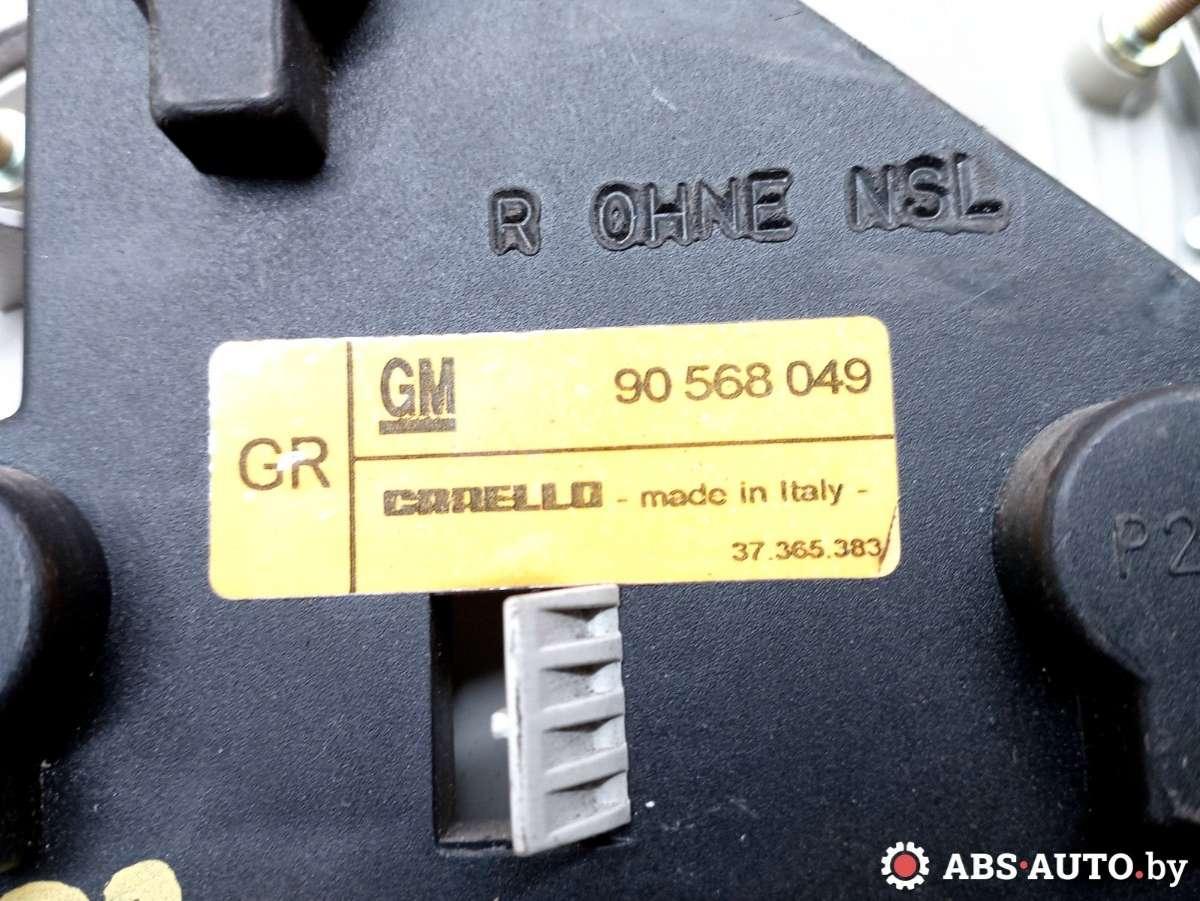 R OHNE NSL
GM 90 568 049
GR
CARELLO - made in Italy -
37.365.383
P2
ABS·AUTO.by